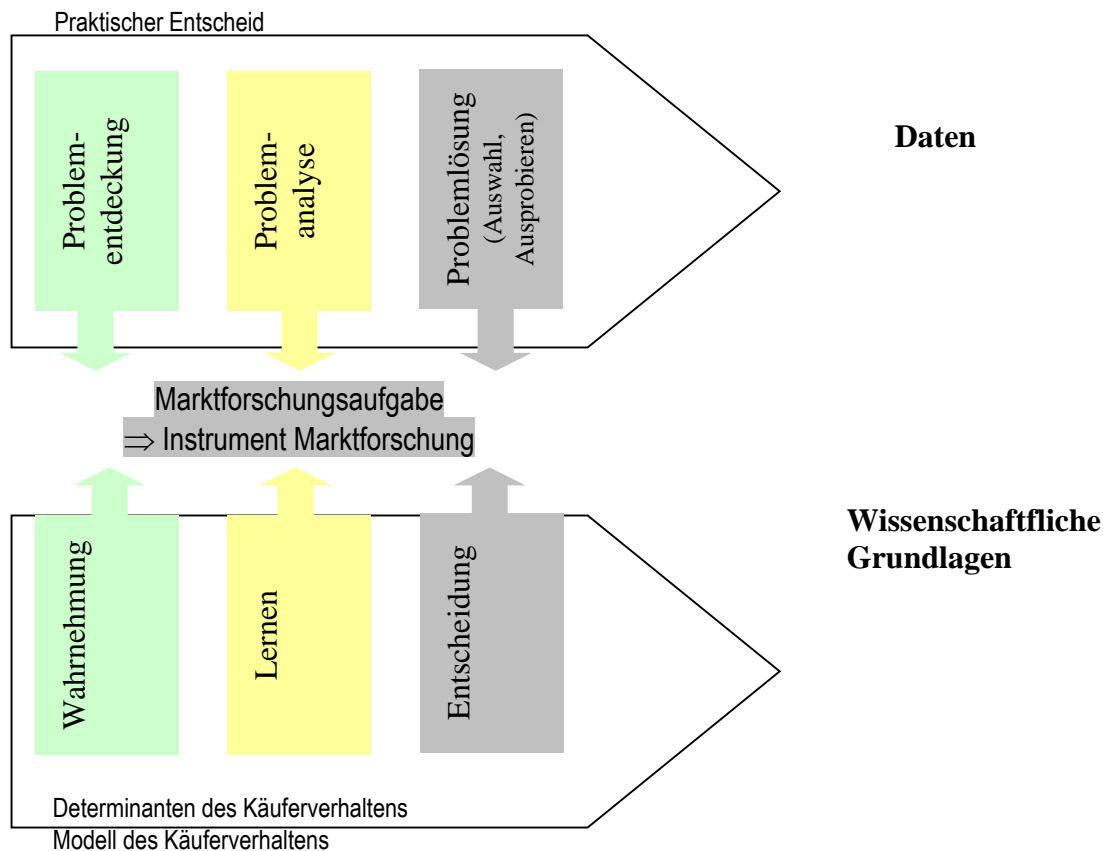 Praktischer Entscheid
Problem-
entdeckung
Problem-
analyse
Problemlösung
(Auswahl,
Ausprobieren)
Daten
Marktforschungsaufgabe
⇒ Instrument Marktforschung
Wahrnehmung
Lernen
Entscheidung
Wissenschaftfliche
Grundlagen
Determinanten des Käuferverhaltens
Modell des Käuferverhaltens